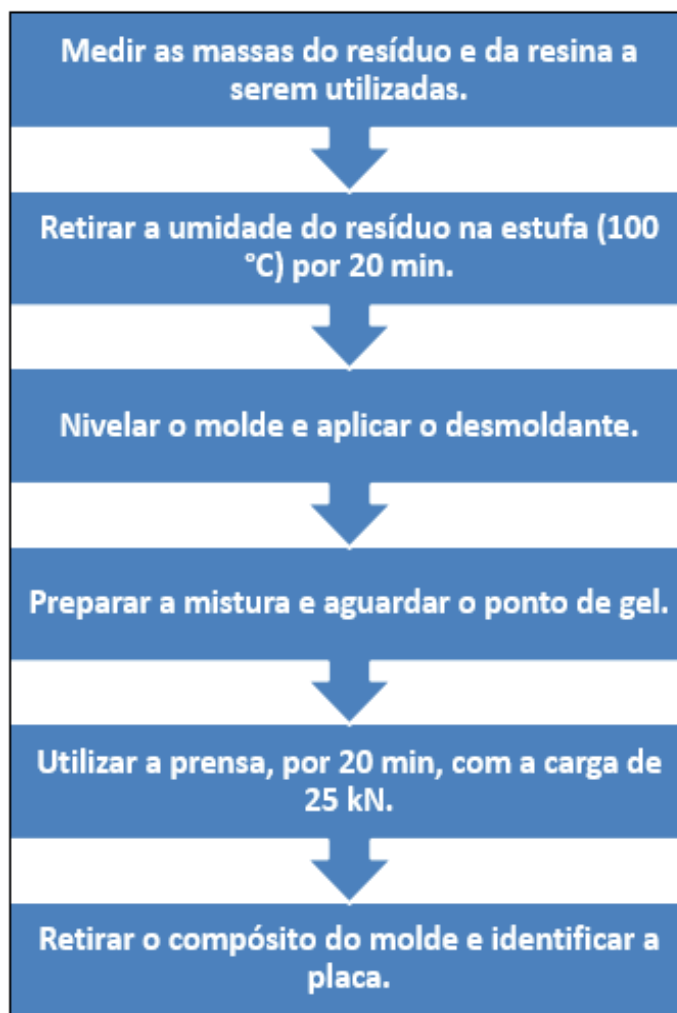 Medir as massas do resíduo e da resina a
serem utilizadas.
Retirar a umidade do resíduo na estufa (100
°C) por 20 min.
Nivelar o molde e aplicar o desmoldante.
Preparar a mistura e aguardar o ponto de gel.
Utilizar a prensa, por 20 min, com a carga de
25 kN.
Retirar o compósito do molde e identificar a
placa.